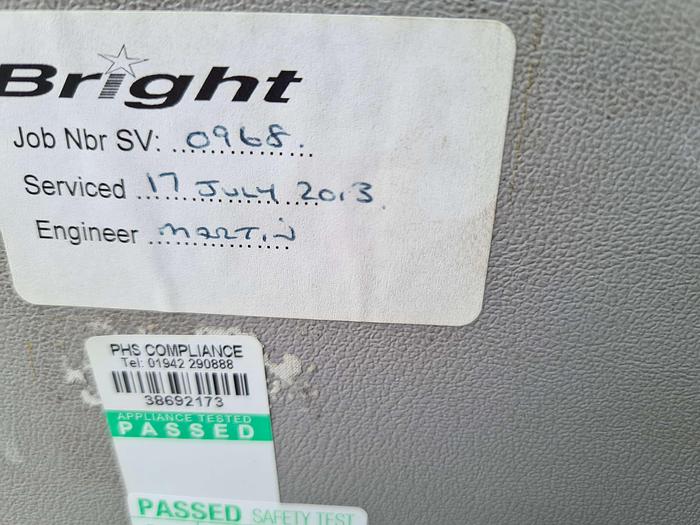 Bright
Job Nbr SV: 0968.
Serviced 17 JULY 2013
Engineer MARTIN
PHS COMPLIANCE
Tel: 01942 290888
38692173
APPLIANCE TESTED
PASSED
PASSED SAFETY TEST